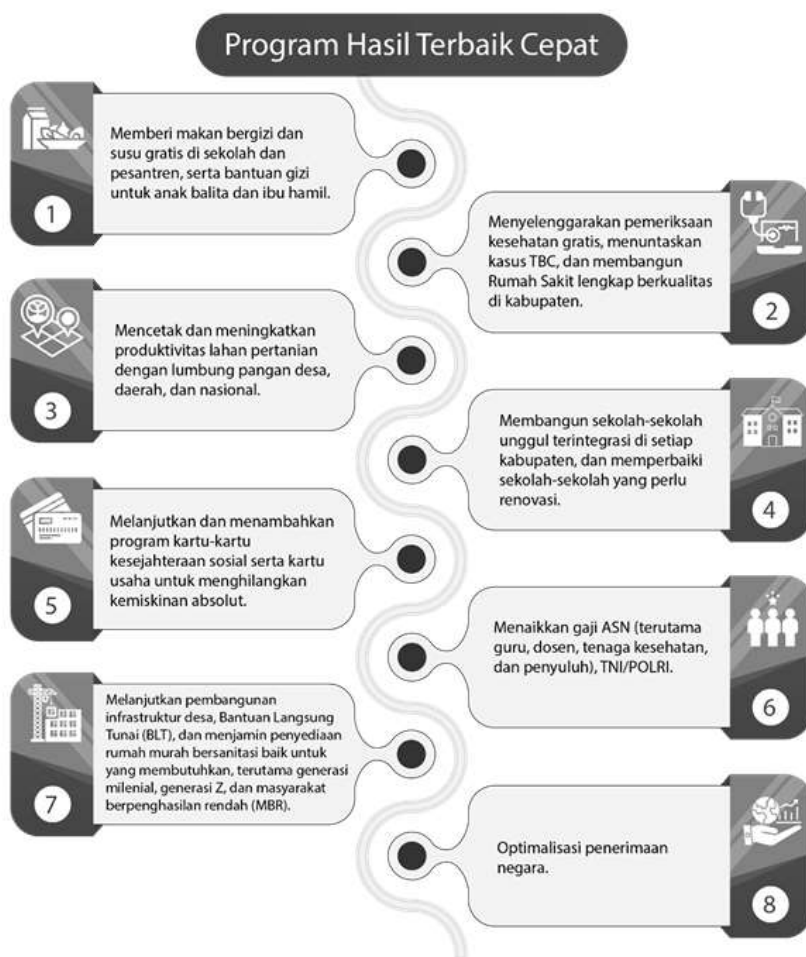 Program Hasil Terbaik Cepat
Memberi makan bergizi dan
susu gratis di sekolah dan
pesantren, serta bantuan gizi
untuk anak balita dan ibu hamil.
1
Menyelenggarakan pemeriksaan
kesehatan gratis, menuntaskan
kasus TBC, dan membangun
Rumah Sakit lengkap berkualitas
di kabupaten.
2
Mencetak dan meningkatkan
produktivitas lahan pertanian
dengan lumbung pangan desa,
daerah, dan nasional.
3
Membangun sekolah-sekolah
unggul terintegrasi di setiap
kabupaten, dan memperbaiki
sekolah-sekolah yang perlu
renovasi.
4
Melanjutkan dan menambahkan
program kartu-kartu
kesejahteraan sosial serta kartu
usaha untuk menghilangkan
kemiskinan absolut.
5
Menaikkan gaji ASN (terutama
guru, dosen, tenaga kesehatan,
dan penyuluh), TNI/POLRI.
6
Melanjutkan pembangunan
infrastruktur desa, Bantuan Langsung
Tunai (BLT), dan menjamin penyediaan
rumah murah bersanitasi baik untuk
yang membutuhkan, terutama generasi
milenial, generasi Z, dan masyarakat
berpenghasilan rendah (MBR).
7
Optimalisasi penerimaan
negara.
8